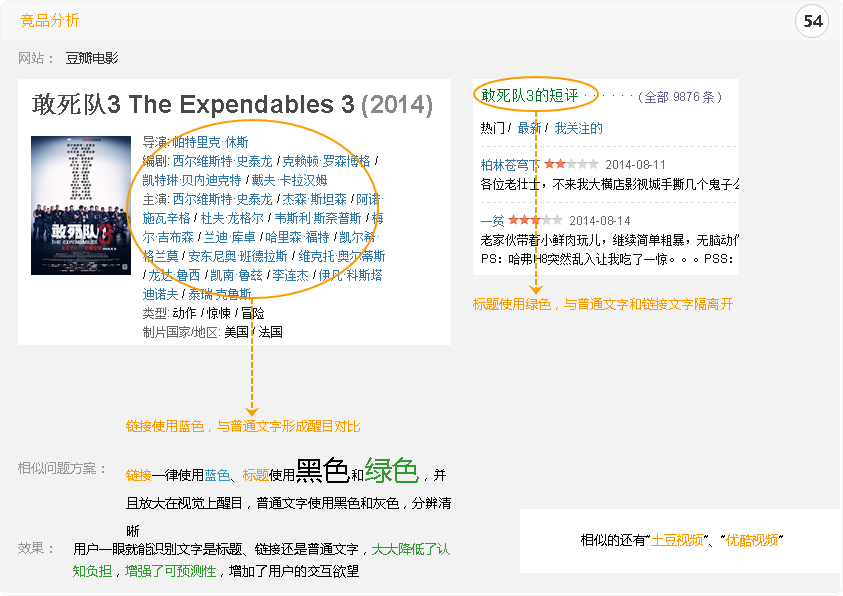 竞品分析
54
网站： 豆瓣电影
敢死队3 The Expendables 3 (2014)
导演: 帕特里克·休斯
编剧: 西尔维斯特·史泰龙 / 克赖顿·罗森博格 /
凯特琳·贝内迪克特 / 戴夫·卡拉汉姆
主演: 西尔维斯特·史泰龙 / 杰森·斯坦森 / 阿诺·
施瓦辛格 / 杜夫·龙格尔 / 韦斯利·斯奈普斯 / 梅
尔·吉布森 / 兰迪·库卓 / 哈里森·福特 / 凯尔希·
格兰莫 / 安东尼奥·班德拉斯 / 维克托·奥尔蒂斯
/ 龙达·鲁西 / 凯南·鲁兹 / 李连杰 / 伊凡·科斯塔
迪诺夫 / 泰瑞·克鲁斯
类型: 动作 / 惊悚 / 冒险
制片国家/地区: 美国 / 法国
敢死队3
THE EXPENDABLES
敢死队3的短评 · · · · · · ( 全部 9876 条 )
热门 / 最新 / 我关注的
柏林苍穹下 2014-08-11
各位老壮士，不来我大横店影视城手撕几个鬼子么
一贫 2014-08-14
老家伙带着小鲜肉玩儿，继续简单粗暴，无脑动作
PS：哈弗H8突然乱入让我吃了一惊。。。PSS：
标题使用绿色，与普通文字和链接文字隔离开
链接使用蓝色，与普通文字形成醒目对比
相似问题方案： 链接一律使用蓝色、标题使用黑色和绿色，并
且放大在视觉上醒目，普通文字使用黑色和灰色，分辨清
晰
效果： 用户一眼就能识别文字是标题、链接还是普通文字，大大降低了认
知负担，增强了可预测性，增加了用户的交互欲望
相似的还有“土豆视频”、“优酷视频”